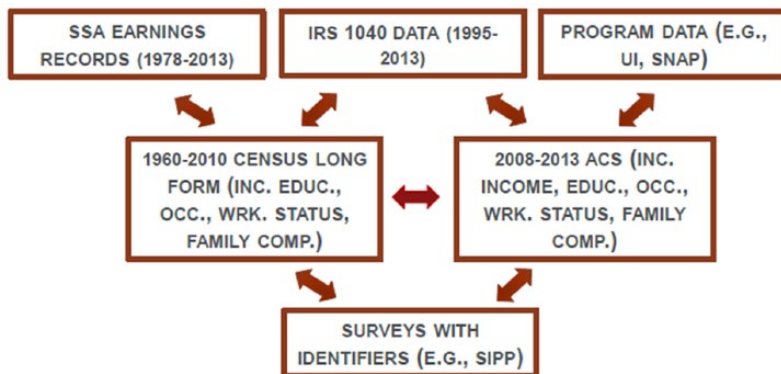 SSA EARNINGS
RECORDS (1978-2013)
IRS 1040 DATA (1995-
2013)
PROGRAM DATA (E.G.,
UI, SNAP)
1960-2010 CENSUS LONG
FORM (INC. EDUC.,
OCC., WRK. STATUS,
FAMILY COMP.)
2008-2013 ACS (INC.
INCOME, EDUC., OCC.,
WRK. STATUS, FAMILY
COMP.)
SURVEYS WITH
IDENTIFIERS (E.G., SIPP)